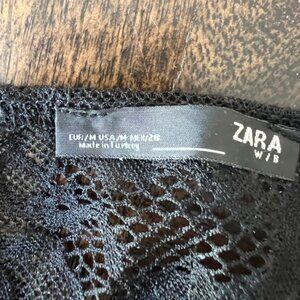 EUR/M USA/M MEX/28
Made in Turkey
ZARA
W/B